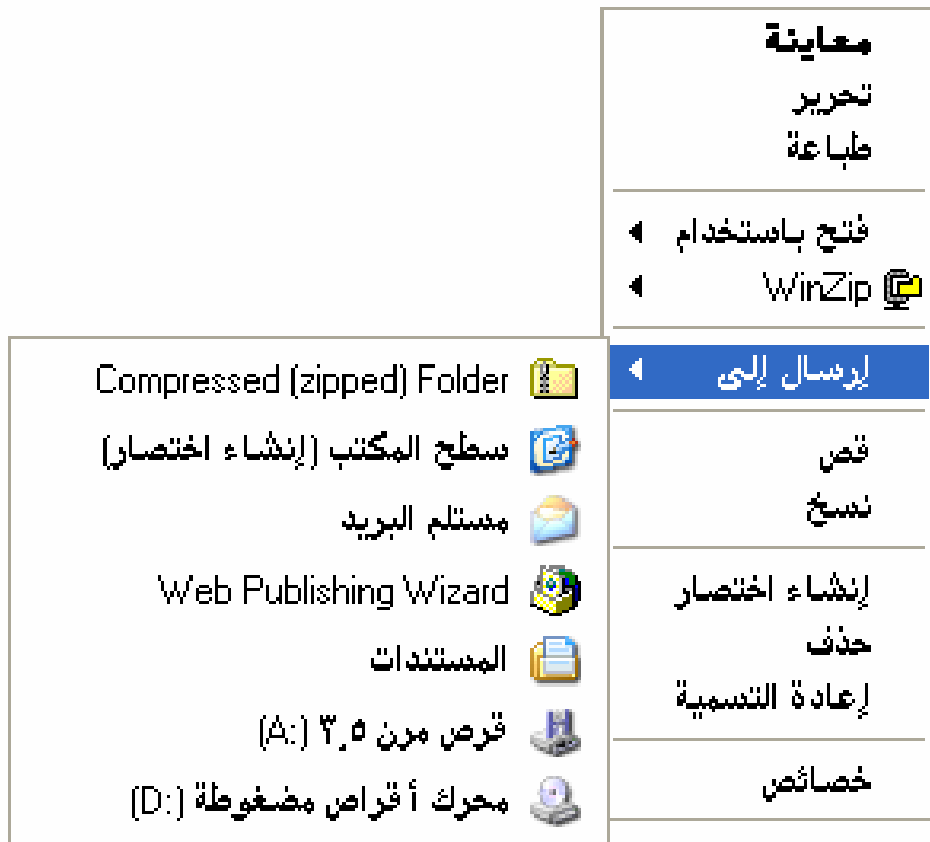 معاينة
تحرير
طباعة
فتح باستخدام
WinZip
إرسال إلى
قص
نسخ
إنشاء اختصار
حذف
إعادة التسمية
خصائص
Compressed (zipped) Folder
سطح المكتب (إنشاء اختصار)
مستلم البريد
Web Publishing Wizard
المستندات
قرص مرن ٣,٥ (A:)
محرك أقراص مضغوطة (D:)